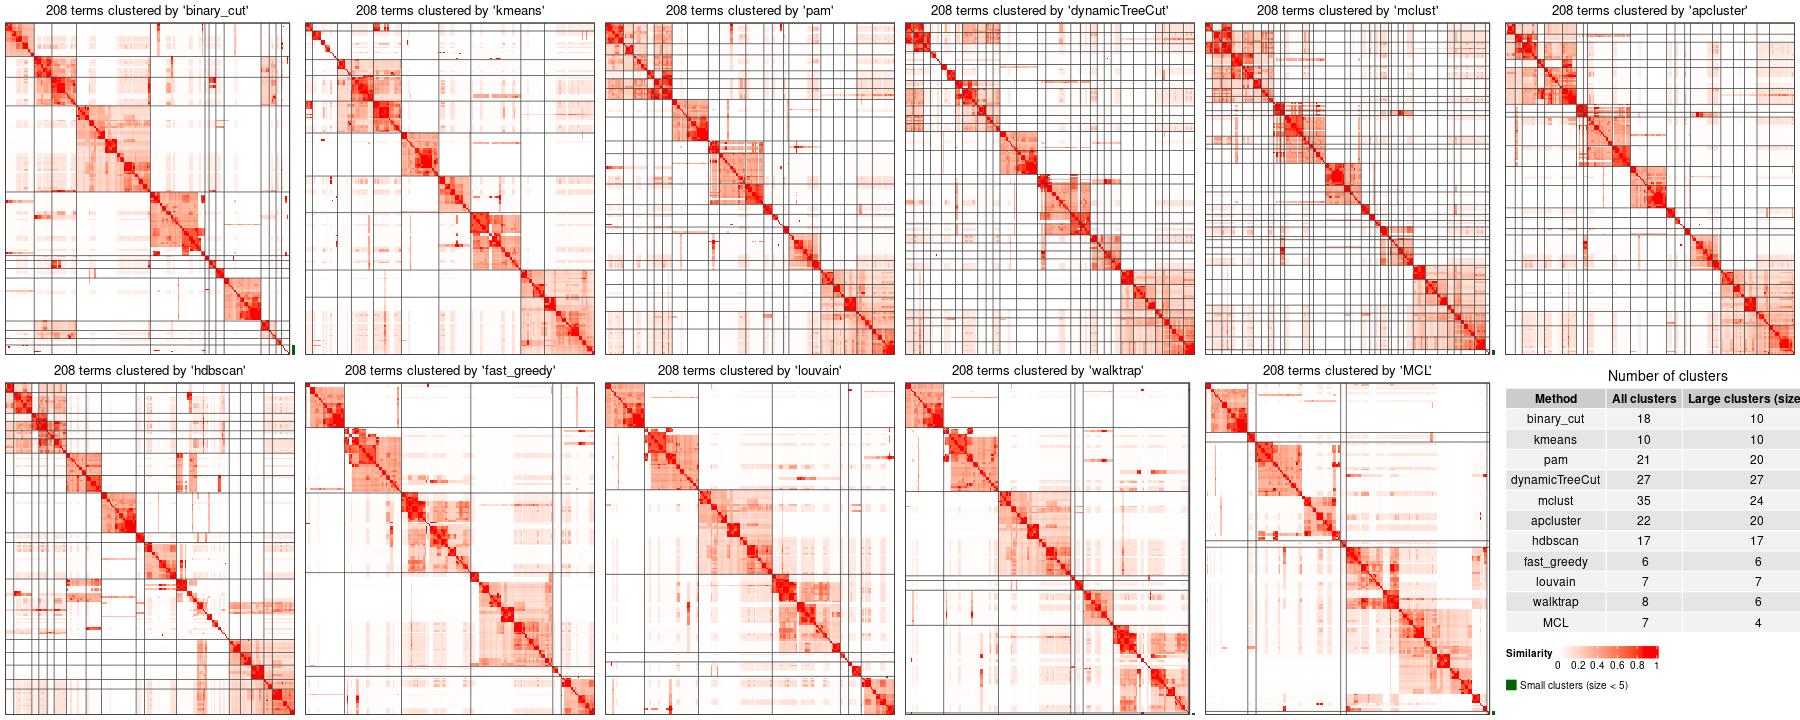 208 terms clustered by 'binary_cut'
208 terms clustered by 'kmeans'
208 terms clustered by 'pam'
208 terms clustered by 'dynamicTreeCut'
208 terms clustered by 'mclust'
208 terms clustered by 'apcluster'
208 terms clustered by 'hdbscan'
208 terms clustered by 'fast_greedy'
208 terms clustered by 'louvain'
208 terms clustered by 'walktrap'
208 terms clustered by 'MCL'
Number of clusters
Method All clusters Large clusters (size
binary_cut 18 10
kmeans 10 10
pam 21 20
dynamicTreeCut 27 27
mclust 35 24
apcluster 22 20
hdbscan 17 17
fast_greedy 6 6
louvain 7 7
walktrap 8 6
MCL 7 4
Similarity
0 0.2 0.4 0.6 0.8 1
Small clusters (size < 5)